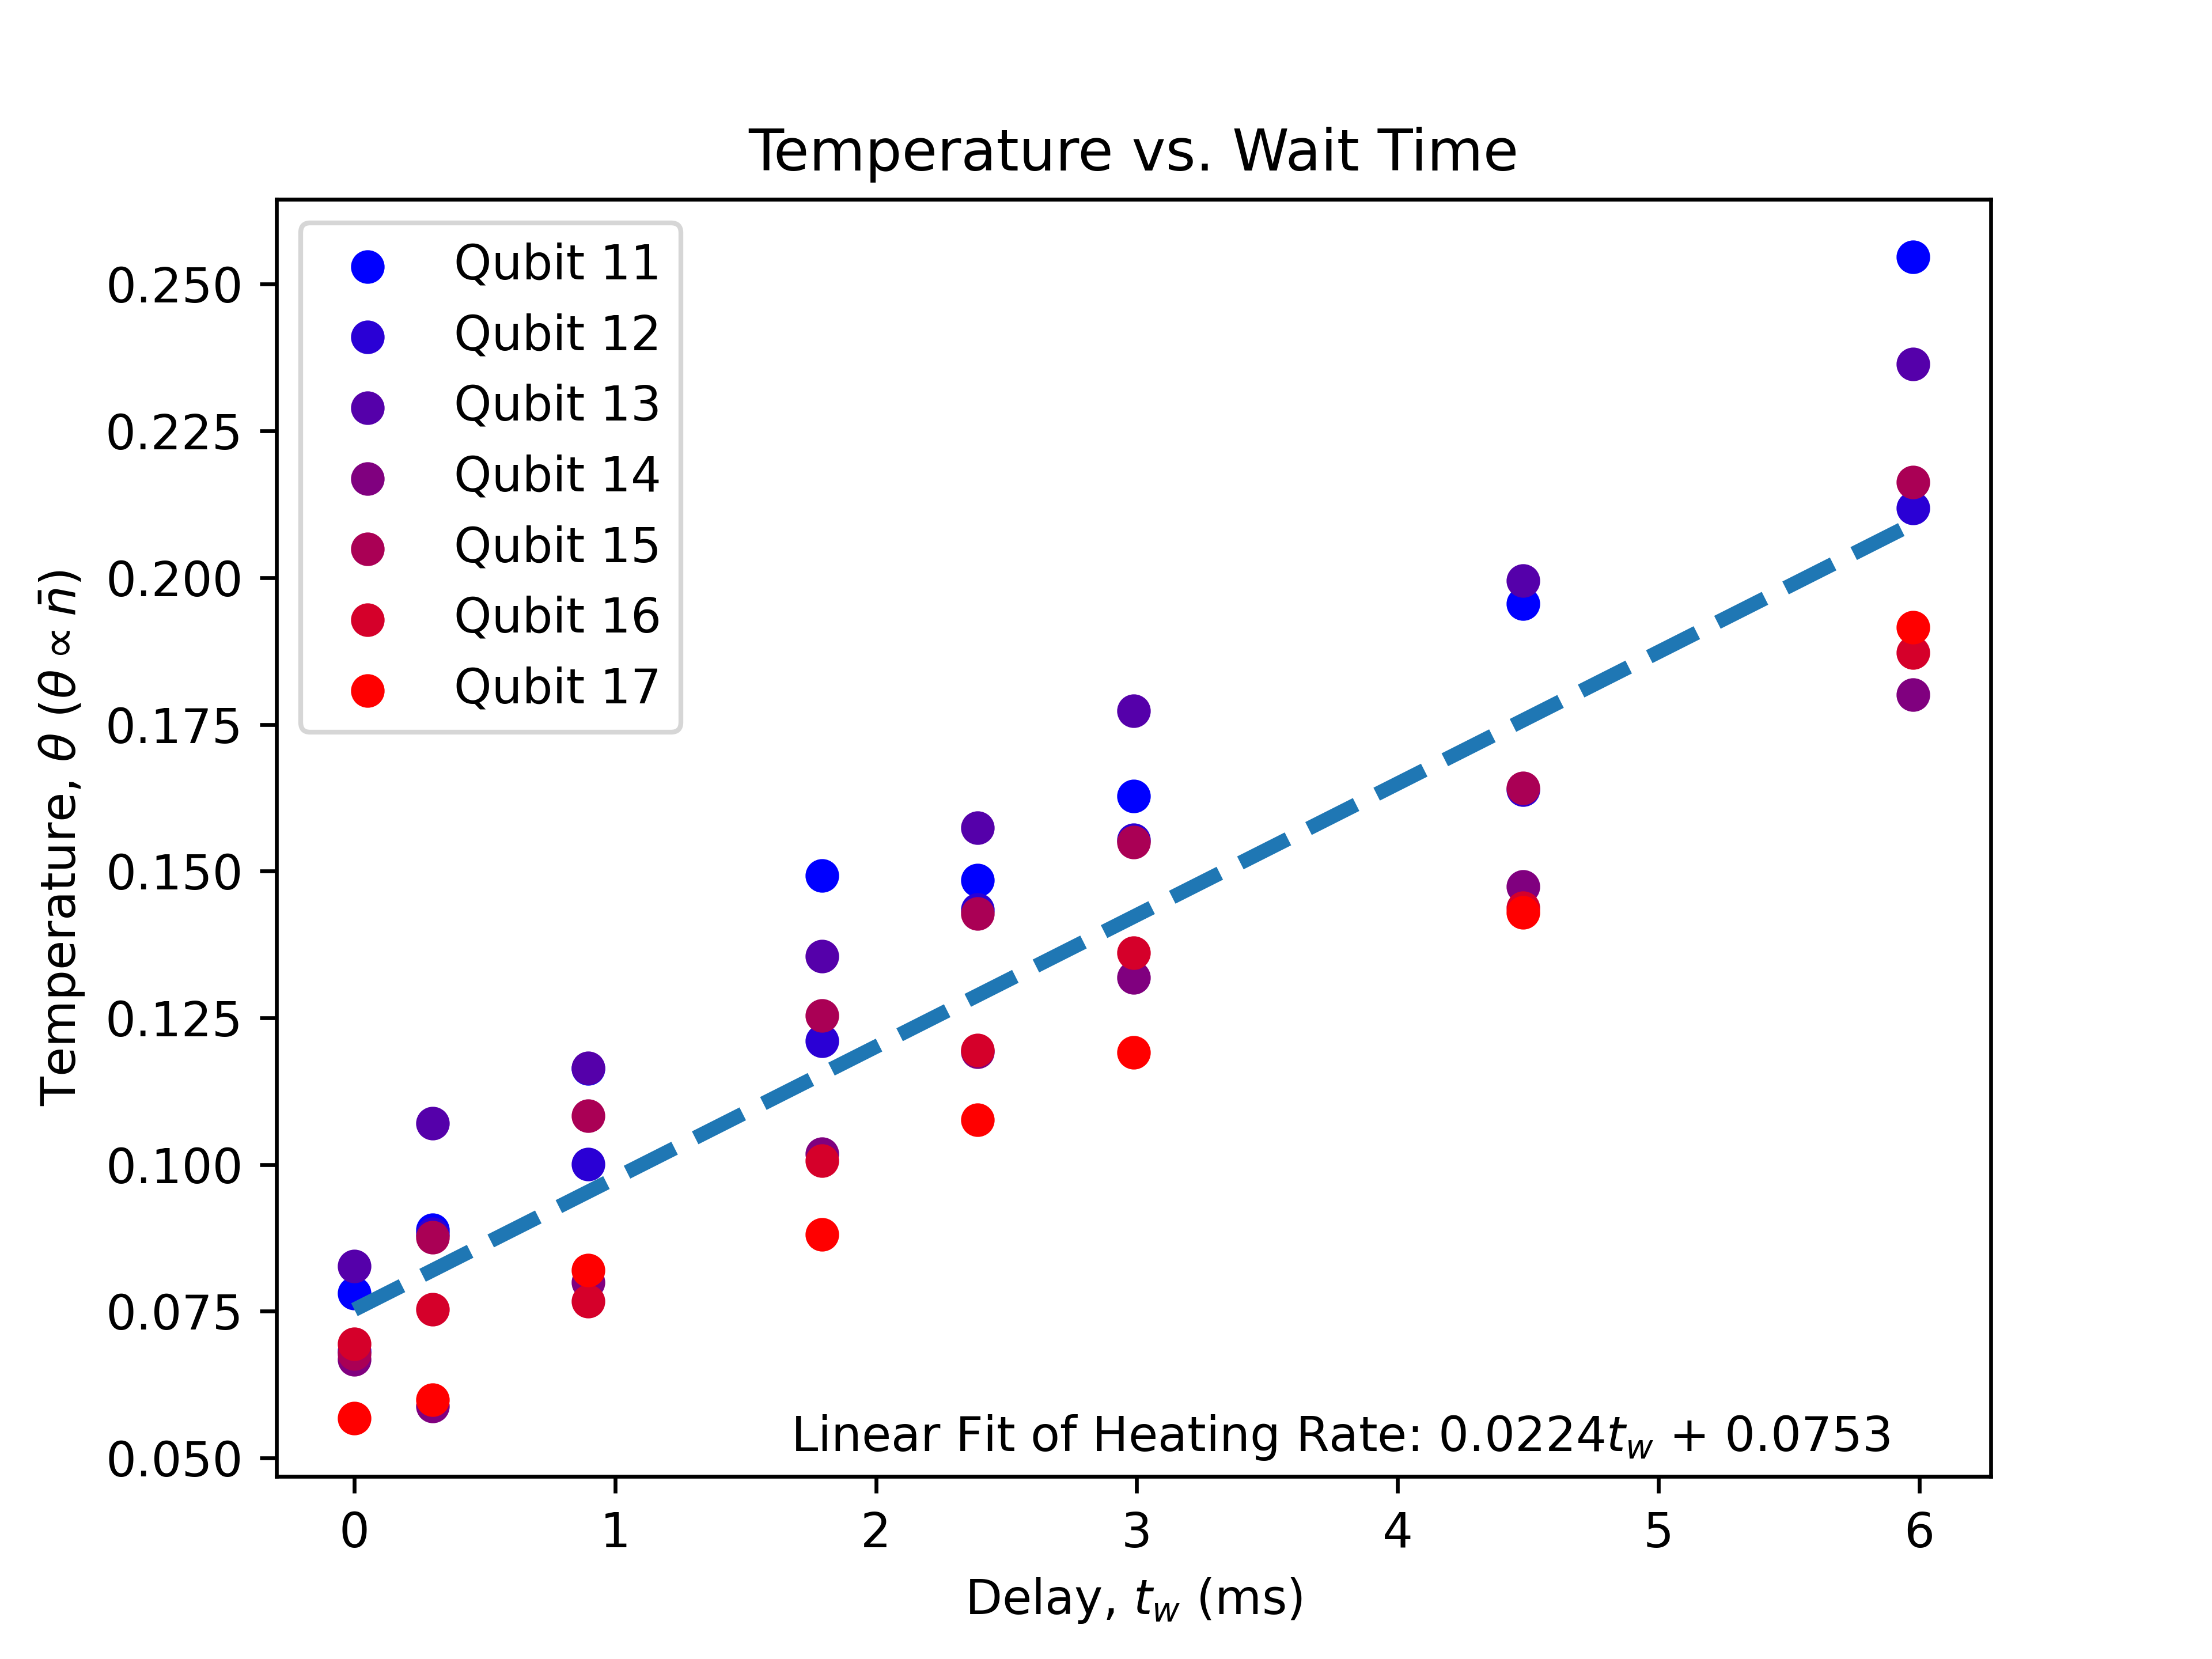 Temperature vs. Wait Time
Qubit 11
Qubit 12
Qubit 13
Qubit 14
Qubit 15
Qubit 16
Qubit 17
0.250
0.225
0.200
0.175
0.150
0.125
0.100
0.075
0.050
Temperature, θ (θ ∝ n̄)
Linear Fit of Heating Rate: 0.0224t_w + 0.0753
0 1 2 3 4 5 6
Delay, t_w (ms)